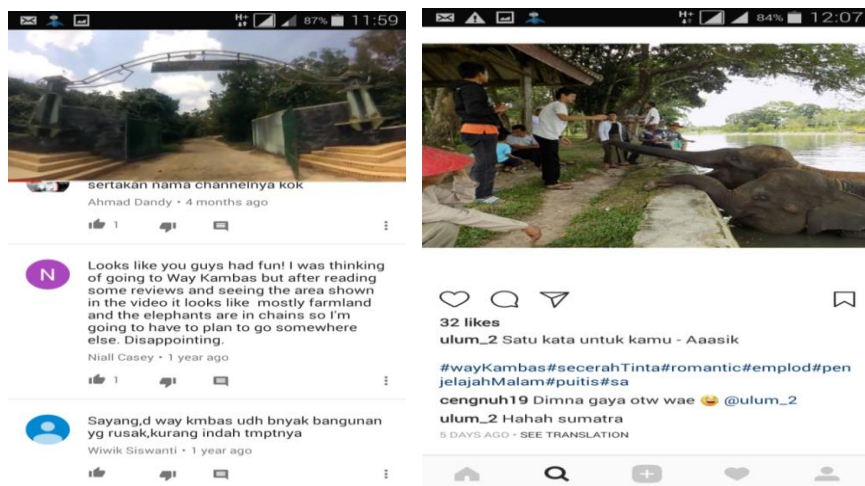 H+ 87% 11:59
sertakan nama channelnya kok
Ahmad Dandy • 4 months ago
1
N
Looks like you guys had fun! I was thinking
of going to Way Kambas but after reading
some reviews and seeing the area shown
in the video it looks like mostly farmland
and the elephants are in chains so I'm
going to have to plan to go somewhere
else. Disappointing.
Niall Casey • 1 year ago
1
Sayang,d way kmbas udh bnyak bangunan
yg rusak,kurang indah tmptnya
Wiwik Siswanti • 1 year ago
H+ 84% 12:07
32 likes
ulum_2 Satu kata untuk kamu - Aaasik
#wayKambas#secerahTinta#romantic#emplod#pen
jelajahMalam#puitis#sa
cengnuh19 Dimna gaya otw wae 😂 @ulum_2
ulum_2 Hahah sumatra
5 DAYS AGO • SEE TRANSLATION